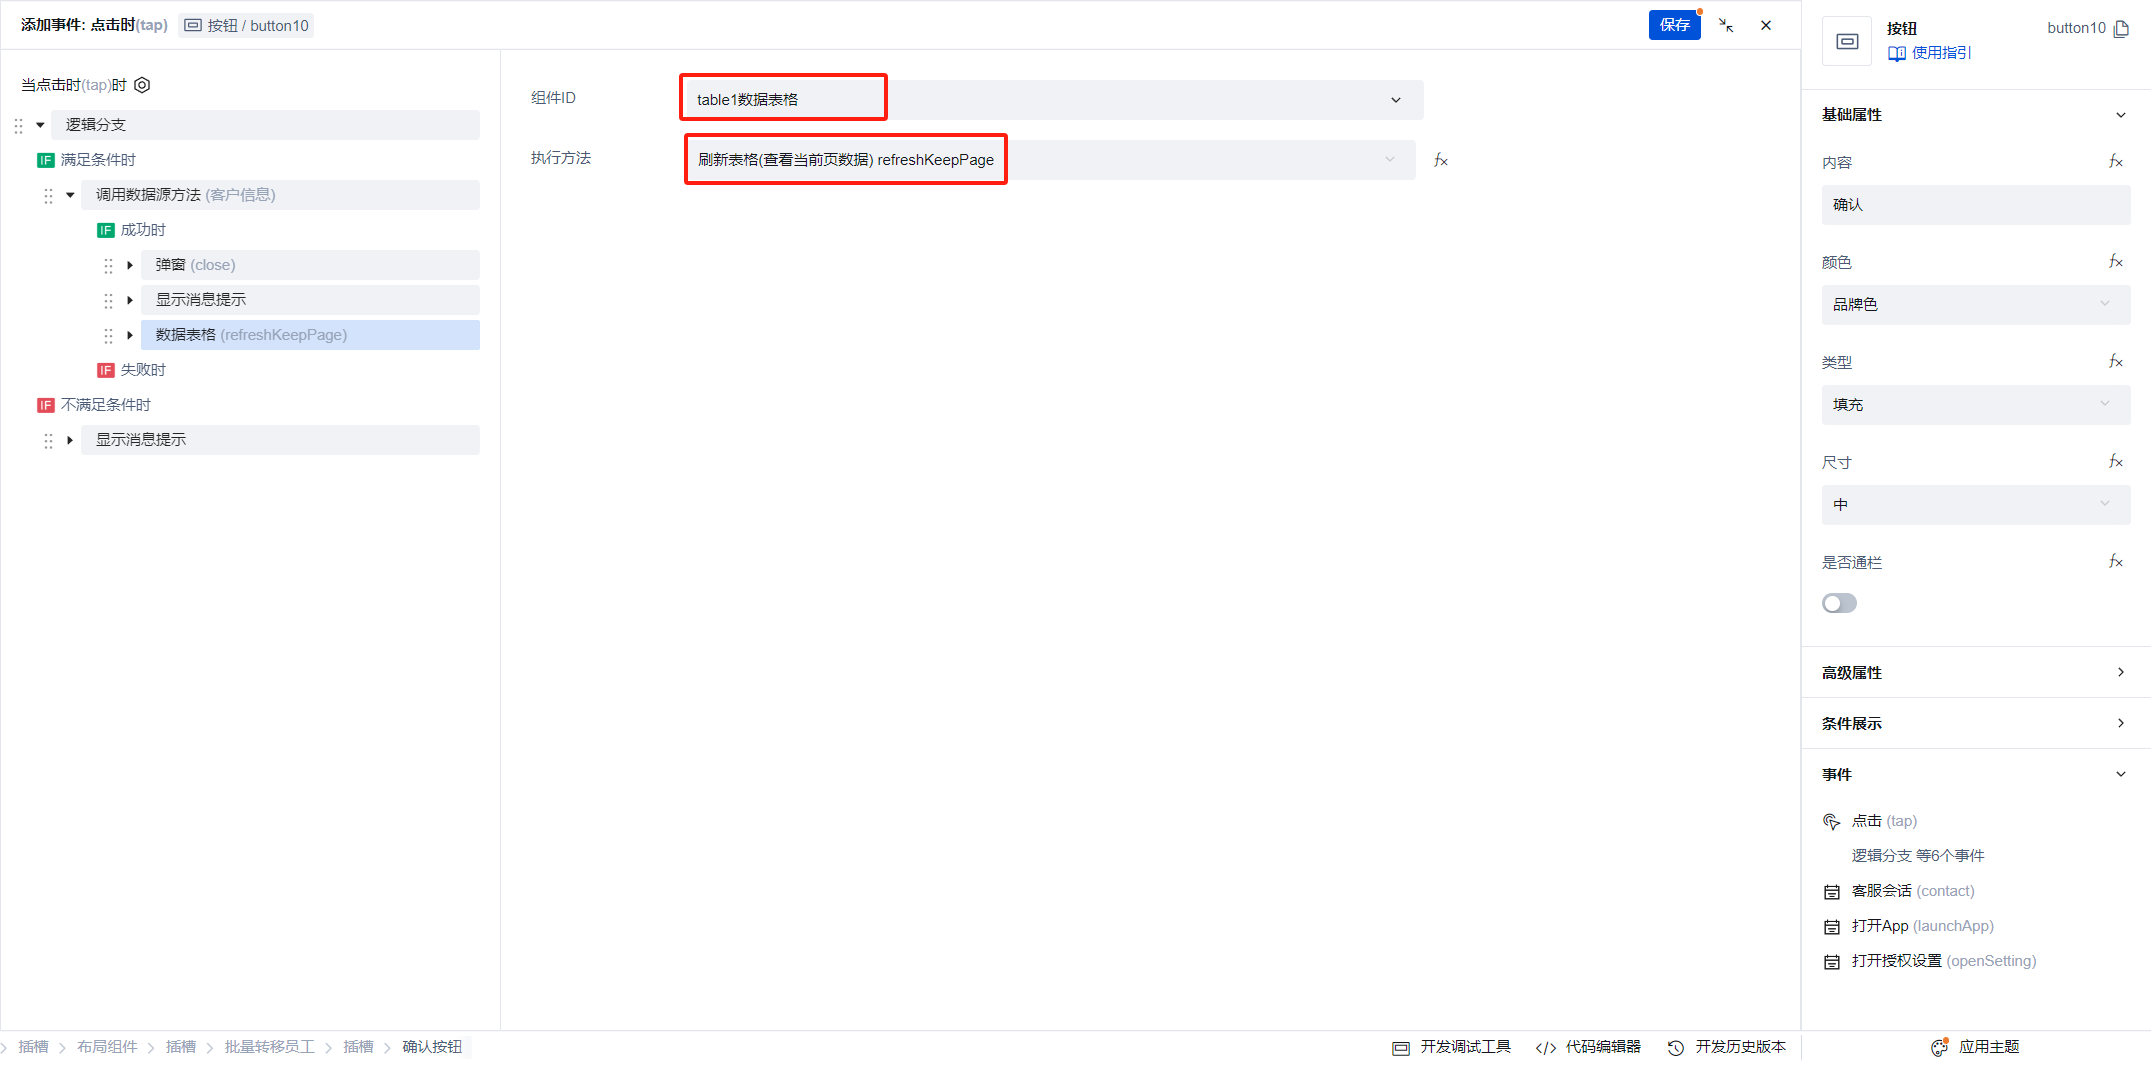 添加事件: 点击时(tap) 按钮 / button10
保存
当点击时(tap)时
逻辑分支
IF 满足条件时
调用数据源方法 (客户信息)
IF 成功时
弹窗 (close)
显示消息提示
数据表格 (refreshKeepPage)
IF 失败时
IF 不满足条件时
显示消息提示
组件ID
table1数据表格
执行方法
刷新表格(查看当前页数据) refreshKeepPage
fx
按钮
button10
使用指引
基础属性
内容
fx
确认
颜色
fx
品牌色
类型
fx
填充
尺寸
fx
中
是否通栏
fx
高级属性
条件展示
事件
点击 (tap)
逻辑分支 等6个事件
客服会话 (contact)
打开App (launchApp)
打开授权设置 (openSetting)
插槽 > 布局组件 > 插槽 > 批量转移员工 > 插槽 > 确认按钮
开发调试工具
</> 代码编辑器
开发历史版本
应用主题